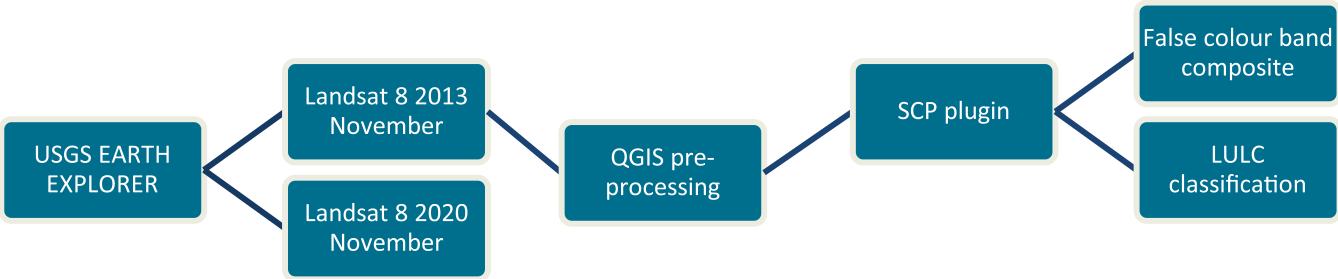 USGS EARTH
EXPLORER
Landsat 8 2013
November
Landsat 8 2020
November
QGIS pre-
processing
SCP plugin
False colour band
composite
LULC
classification